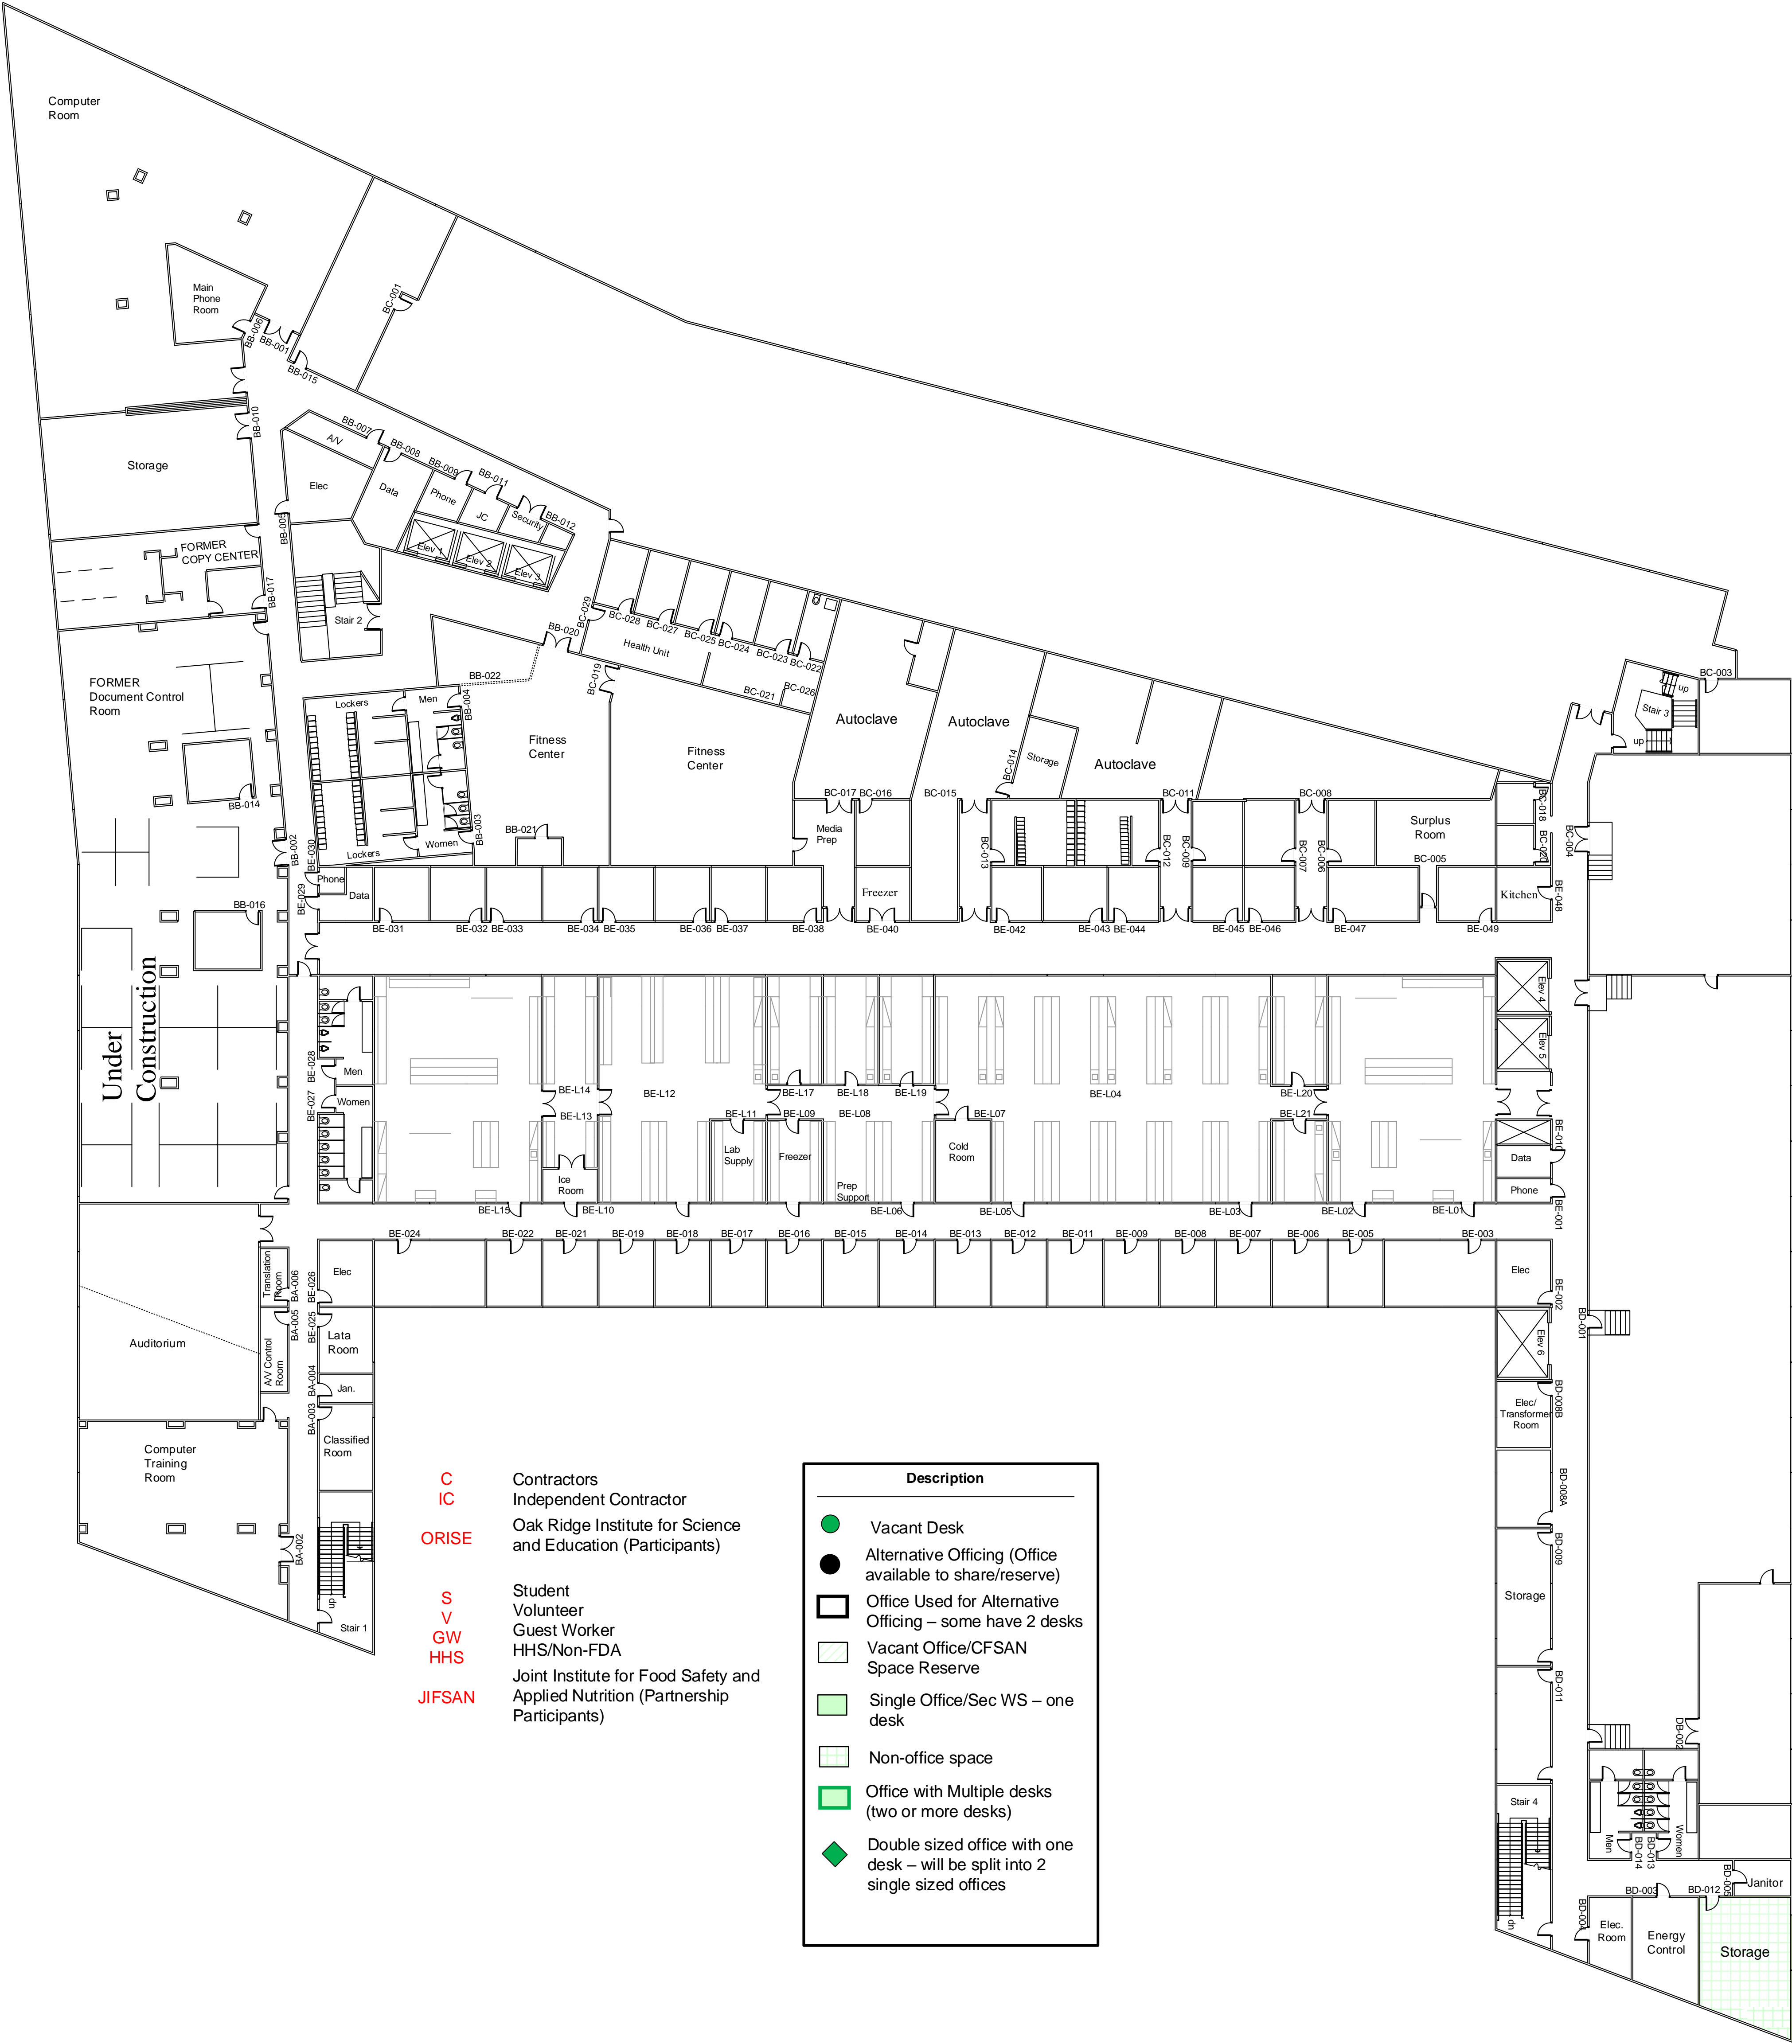 Computer
Room
Main
Phone
Room
BC-001
BB-006
BB-001
BB-015
BB-010
Storage
BB-007
A/V
BB-008
BB-009
BB-011
BB-012
Elec
Data
Phone
JC
Security
Elev 1
Elev 2
Elev 3
BB-005
FORMER
COPY CENTER
BB-017
Stair 2
BC-029
BC-028
BC-027
BC-025
BC-024
BC-023
BC-022
BB-020
Health Unit
BC-021
BC-026
BC-019
BB-022
FORMER
Document Control
Room
BB-014
BB-002
BB-016
Lockers
Men
BB-004
Fitness
Center
Fitness
Center
Lockers
Women
BB-003
BB-021
Autoclave
Autoclave
BC-014
Storage
Autoclave
BC-003
up
Stair 3
up
BC-017
BC-016
BC-015
BC-011
BC-008
Media
Prep
BC-013
BC-012
BC-009
BC-007
BC-006
Surplus
Room
BC-005
BC-018
BC-020
BC-004
BE-030
Phone
Data
BE-029
Freezer
Kitchen
BE-048
BE-031
BE-032
BE-033
BE-034
BE-035
BE-036
BE-037
BE-038
BE-040
BE-042
BE-043
BE-044
BE-045
BE-046
BE-047
BE-049
Under
Construction
Elev 4
Elev 5
BE-028
Men
BE-027
Women
BE-L14
BE-L13
BE-L12
BE-L17
BE-L18
BE-L19
BE-L04
BE-L20
BE-L11
BE-L09
BE-L08
BE-L07
BE-L21
Lab
Supply
Freezer
Cold
Room
Ice
Room
Prep
Support
BE-010
Data
Phone
BE-001
BE-L15
BE-L10
BE-L06
BE-L05
BE-L03
BE-L02
BE-L01
BE-024
BE-022
BE-021
BE-019
BE-018
BE-017
BE-016
BE-015
BE-014
BE-013
BE-012
BE-011
BE-009
BE-008
BE-007
BE-006
BE-005
BE-003
Translation
Room
BA-006
BE-026
Elec
Elec
BE-002
BA-005
BE-025
Lata
Room
Auditorium
A/V Control
Room
BA-004
Jan.
BA-003
Classified
Room
Computer
Training
Room
BA-002
up
Stair 1
BD-001
Elev 6
BD-008B
Elec/
Transformer
Room
BD-008A
BD-009
Storage
BD-011
DB-002
Stair 4
up
Men
Women
BD-014
BD-013
BD-005
Janitor
BD-003
BD-012
BD-004
Elec.
Room
Energy
Control
Storage
C Contractors
IC Independent Contractor
ORISE Oak Ridge Institute for Science
and Education (Participants)
S Student
V Volunteer
GW Guest Worker
HHS HHS/Non-FDA
JIFSAN Joint Institute for Food Safety and
Applied Nutrition (Partnership
Participants)
Description
Vacant Desk
Alternative Officing (Office
available to share/reserve)
Office Used for Alternative
Officing – some have 2 desks
Vacant Office/CFSAN
Space Reserve
Single Office/Sec WS – one
desk
Non-office space
Office with Multiple desks
(two or more desks)
Double sized office with one
desk – will be split into 2
single sized offices